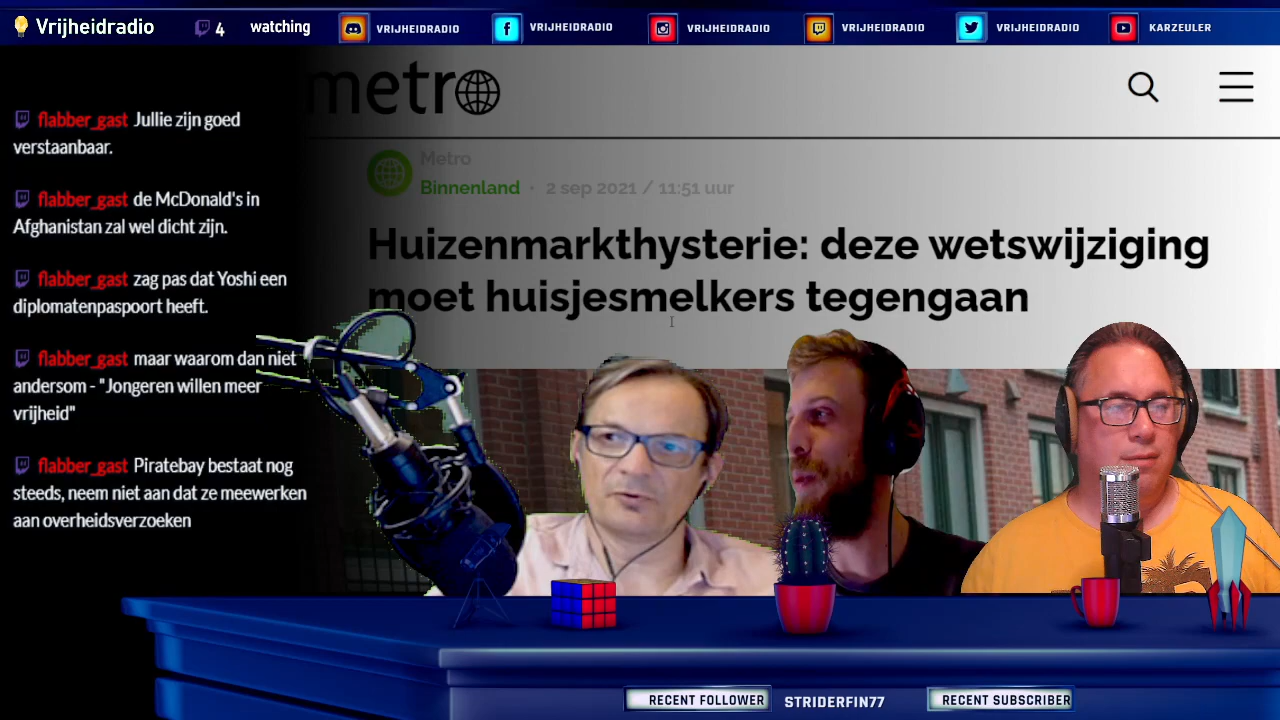 Vrijheidradio
4 watching
VRIJHEIDRADIO
VRIJHEIDRADIO
VRIJHEIDRADIO
VRIJHEIDRADIO
VRIJHEIDRADIO
KARZEULER
metro
Metro
Binnenland • 2 sep 2021 / 11:51 uur
Huizenmarkthysterie: deze wetswijziging
moet huisjesmelkers tegengaan
flabber_gast Jullie zijn goed
verstaanbaar.
flabber_gast de McDonald's in
Afghanistan zal wel dicht zijn.
flabber_gast zag pas dat Yoshi een
diplomatenpaspoort heeft.
flabber_gast maar waarom dan niet
andersom - "Jongeren willen meer
vrijheid"
flabber_gast Piratebay bestaat nog
steeds, neem niet aan dat ze meewerken
aan overheidsverzoeken
RECENT FOLLOWER
STRIDERFIN77
RECENT SUBSCRIBER